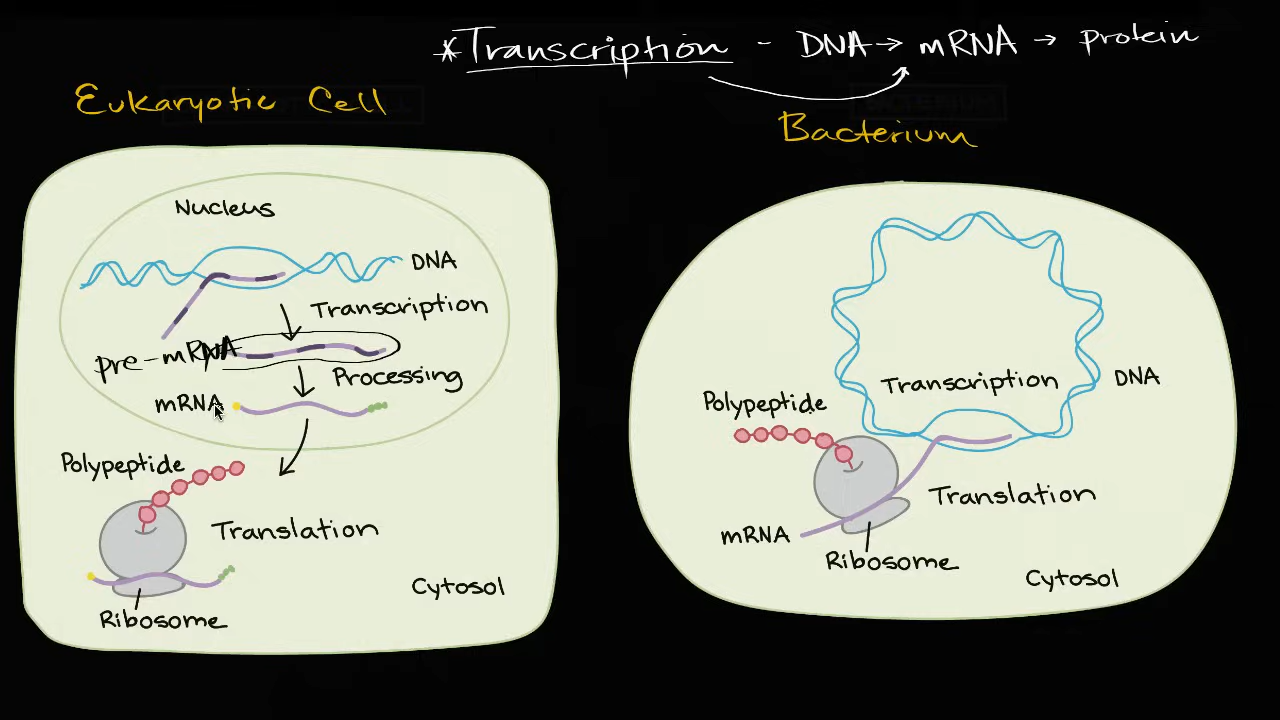 *Transcription - DNA → mRNA → protein
Eukaryotic Cell
Bacterium
Nucleus
DNA
Transcription
pre-mRNA
Processing
mRNA
Polypeptide
Translation
Cytosol
Ribosome
Transcription
DNA
Polypeptide
Translation
mRNA
Ribosome
Cytosol